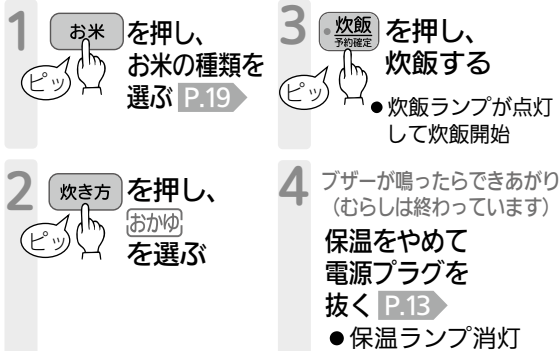 1 お米 を押し、
ピッ
お米の種類を
選ぶ P.19
2 炊き方 を押し、
ピッ
おかゆ
を選ぶ
3 炊飯 予約確定 を押し、
ピッ
炊飯する
●炊飯ランプが点灯
して炊飯開始
4 ブザーが鳴ったらできあがり
（むらしは終わっています）
保温をやめて
電源プラグを
抜く P.13
●保温ランプ消灯